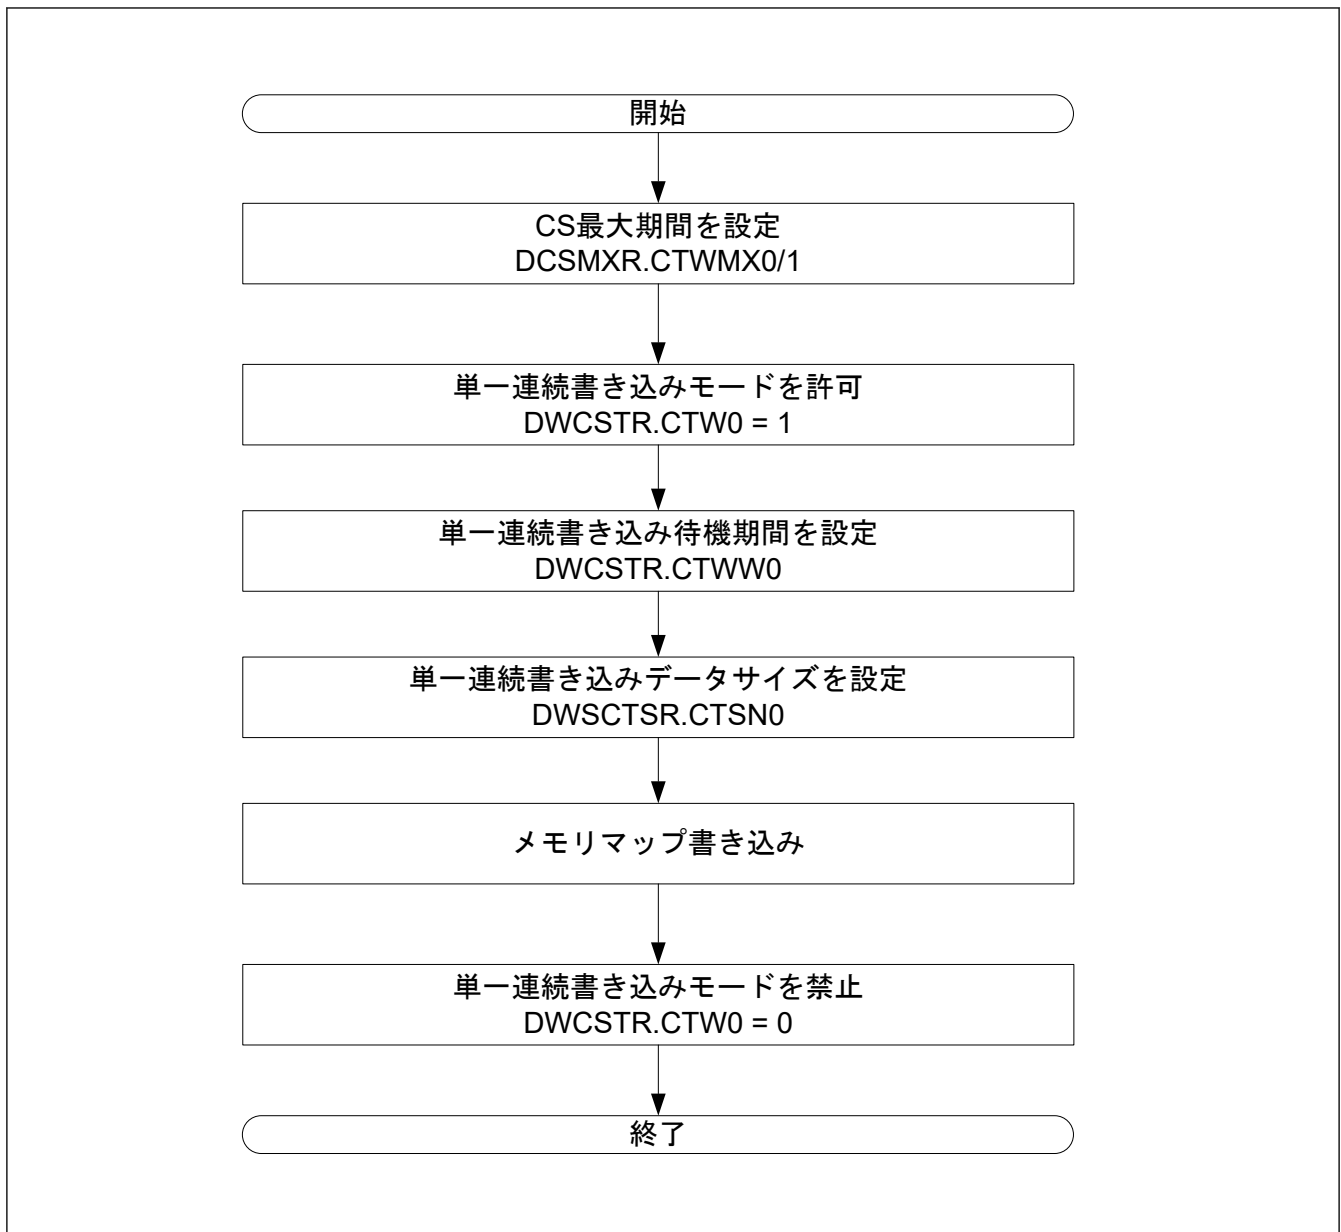 開始
CS最大期間を設定
DCSMXR.CTWMX0/1
単一連続書き込みモードを許可
DWCSTR.CTW0 = 1
単一連続書き込み待機期間を設定
DWCSTR.CTWW0
単一連続書き込みデータサイズを設定
DWSCTSR.CTSN0
メモリマップ書き込み
単一連続書き込みモードを禁止
DWCSTR.CTW0 = 0
終了